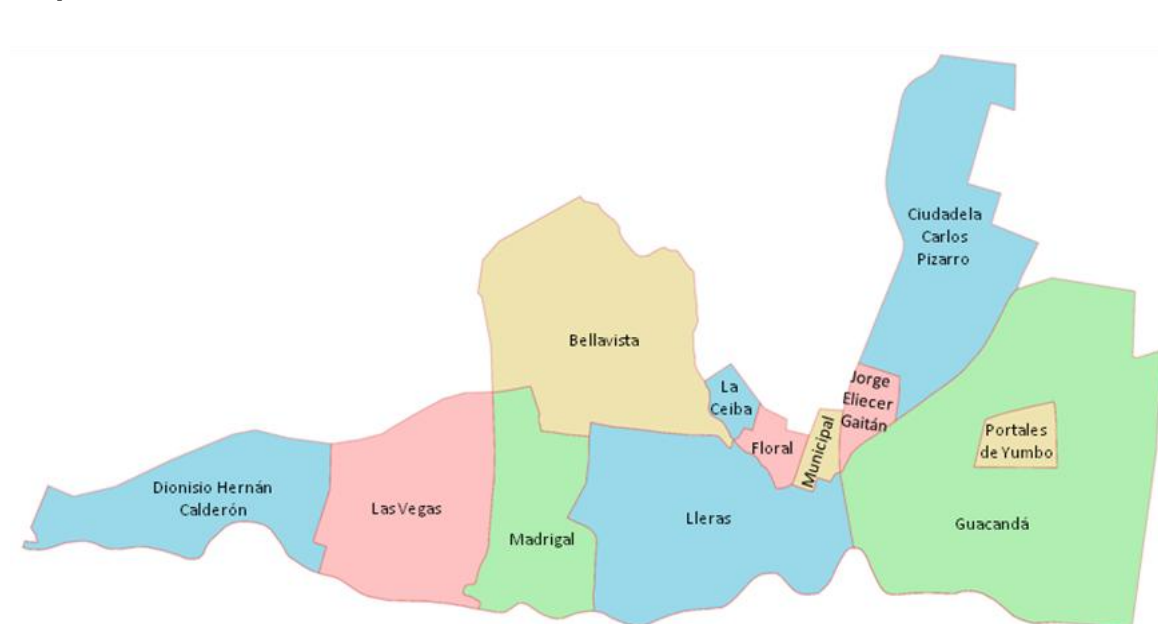 Ciudadela
Carlos
Pizarro
Bellavista
La
Ceiba
Jorge
Eliecer
Gaitán
Floral
Municipal
Portales
de Yumbo
Dionisio Hernán
Calderón
Las Vegas
Madrigal
Lleras
Guacandá